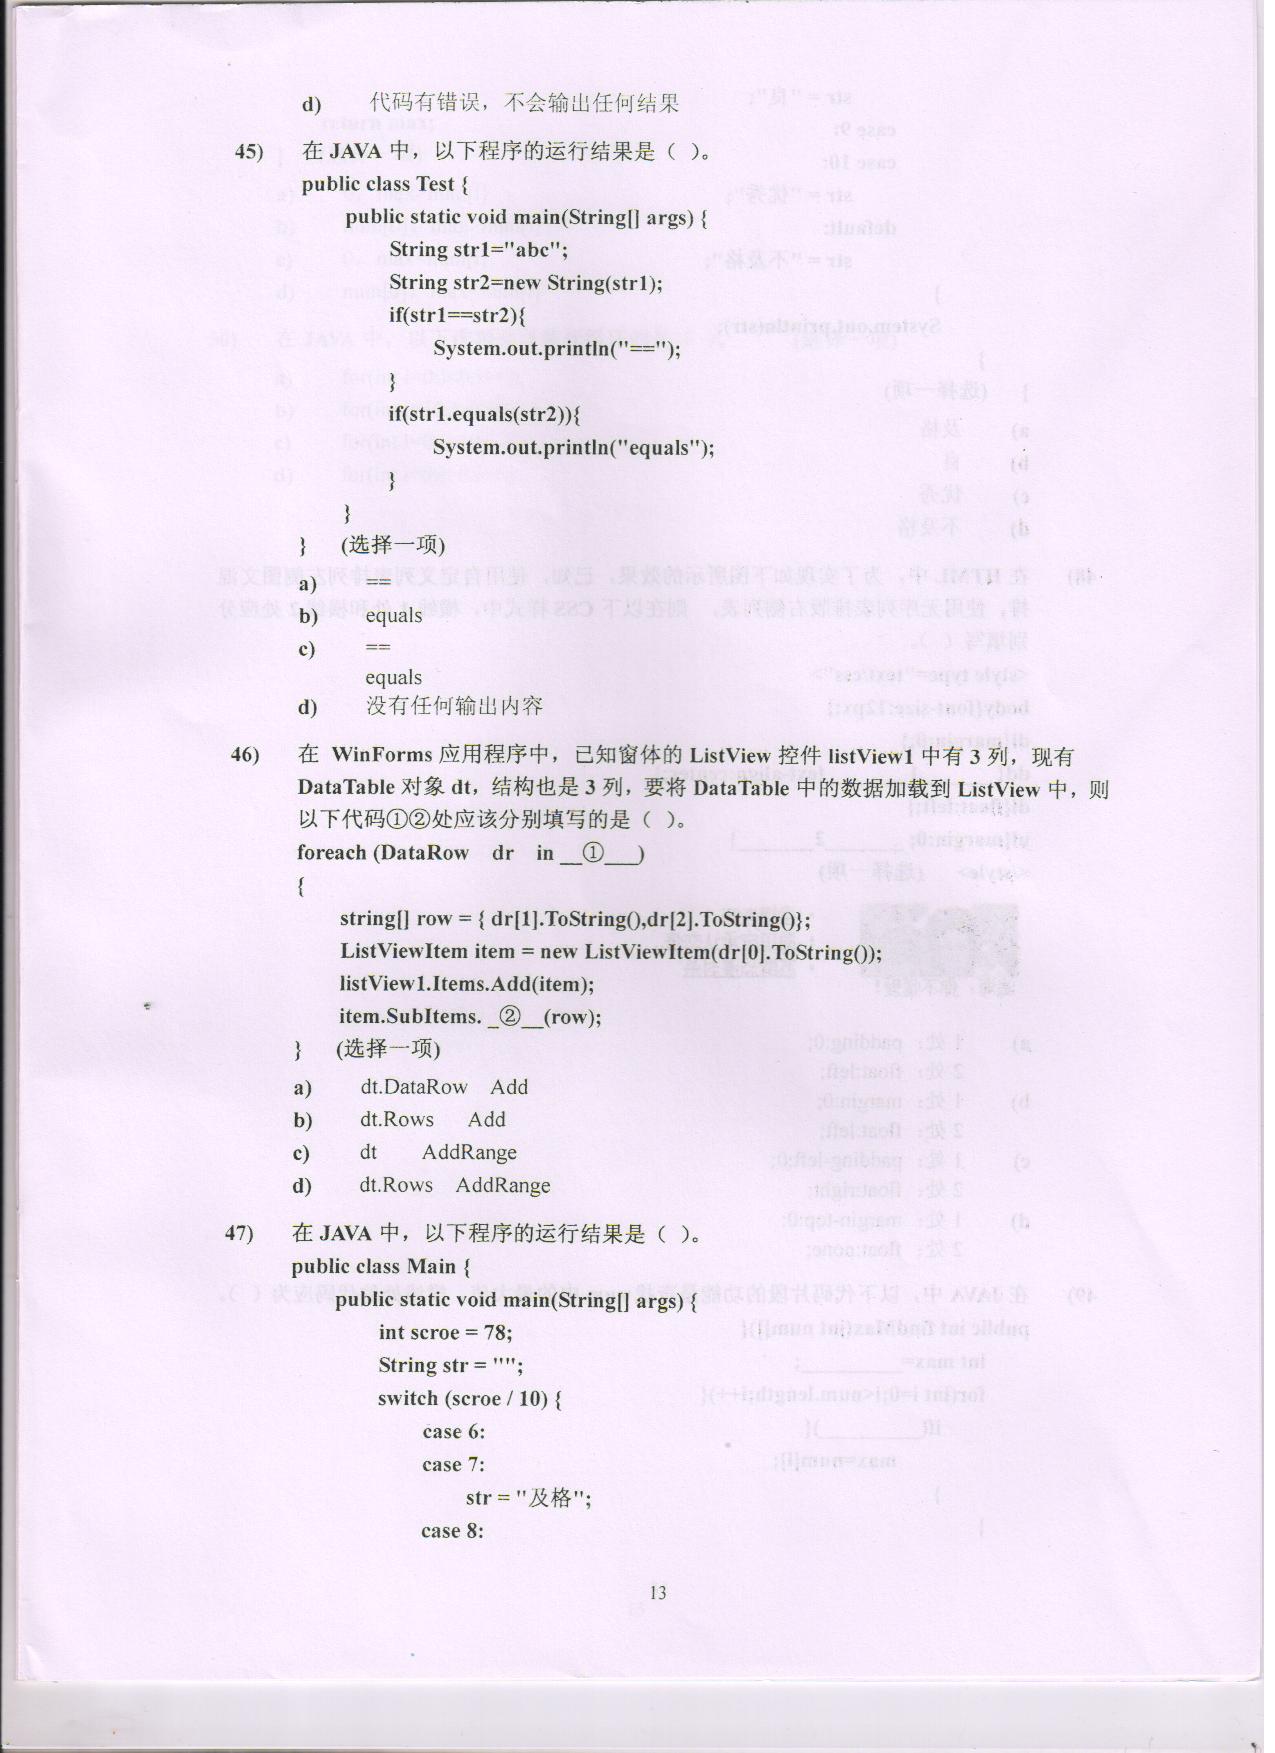 d) 代码有错误，不会输出任何结果
45) 在 JAVA 中，以下程序的运行结果是（ ）。
public class Test {
public static void main(String[] args) {
String str1="abc";
String str2=new String(str1);
if(str1==str2){
System.out.println("==");
}
if(str1.equals(str2)){
System.out.println("equals");
}
}
} (选择一项)
a) ==
b) equals
c) ==
equals
d) 没有任何输出内容
46) 在 WinForms 应用程序中，已知窗体的 ListView 控件 listView1 中有 3 列，现有
DataTable 对象 dt，结构也是 3 列，要将 DataTable 中的数据加载到 ListView 中，则
以下代码①②处应该分别填写的是（ ）。
foreach (DataRow dr in __①___)
{
string[] row = { dr[1].ToString(),dr[2].ToString()};
ListViewItem item = new ListViewItem(dr[0].ToString());
listView1.Items.Add(item);
item.SubItems. _②__(row);
} (选择一项)
a) dt.DataRow Add
b) dt.Rows Add
c) dt AddRange
d) dt.Rows AddRange
47) 在 JAVA 中，以下程序的运行结果是（ ）。
public class Main {
public static void main(String[] args) {
int scroe = 78;
String str = "";
switch (scroe / 10) {
case 6:
case 7:
str = "及格";
case 8:
13